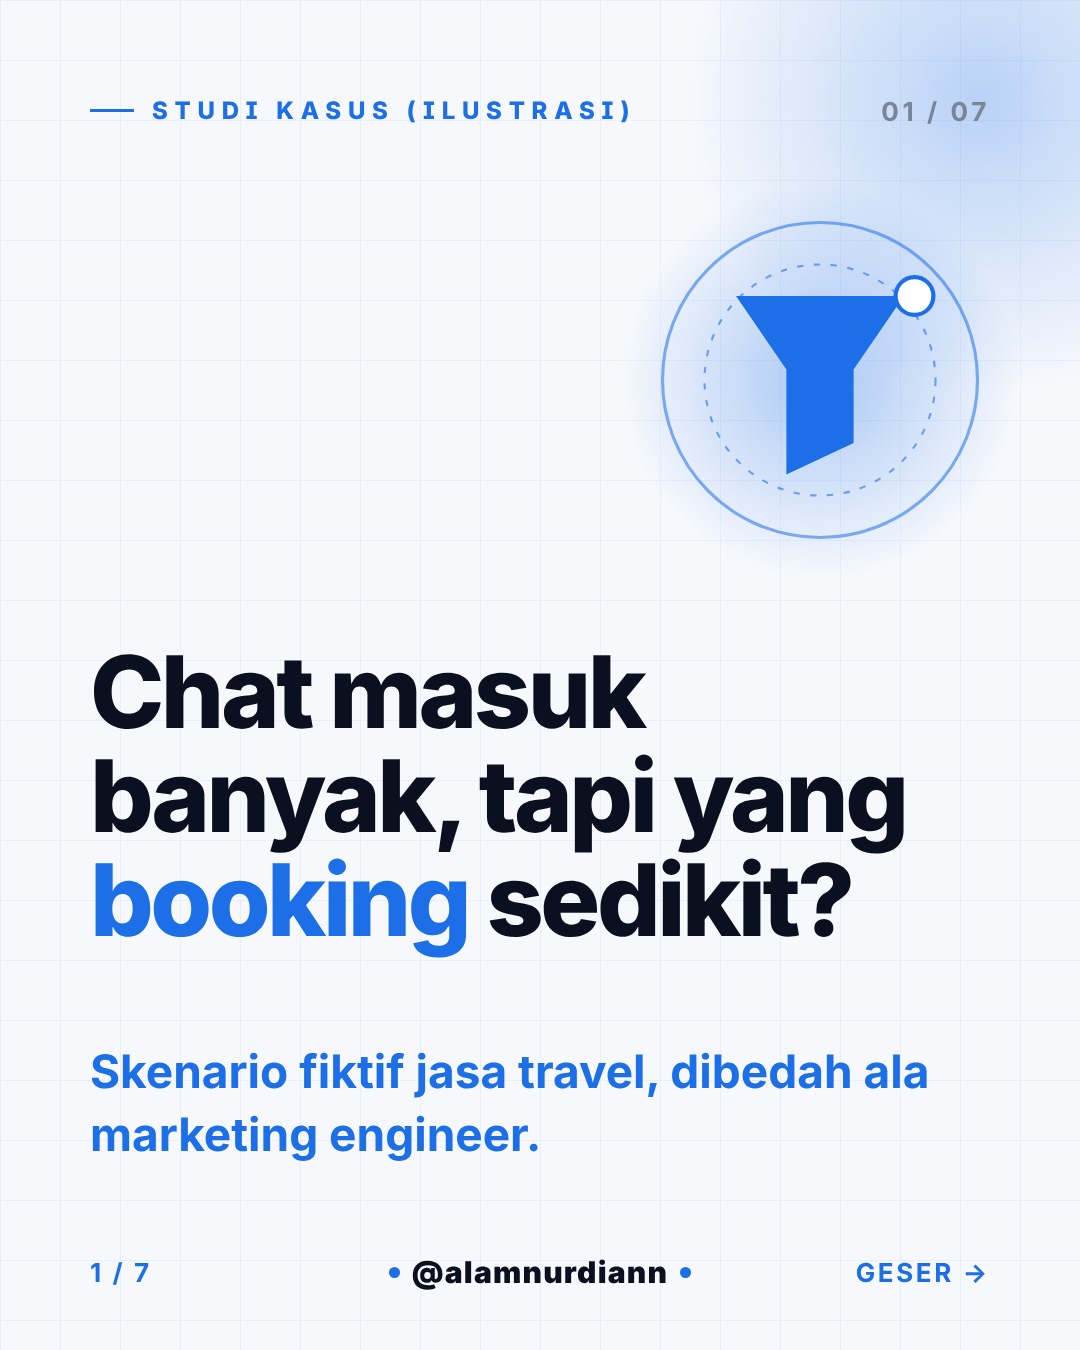 STUDI KASUS (ILUSTRASI)
01 / 07
Chat masuk
banyak, tapi yang
booking sedikit?
Skenario fiktif jasa travel, dibedah ala
marketing engineer.
1 / 7
• @alamnurdiann •
GESER →